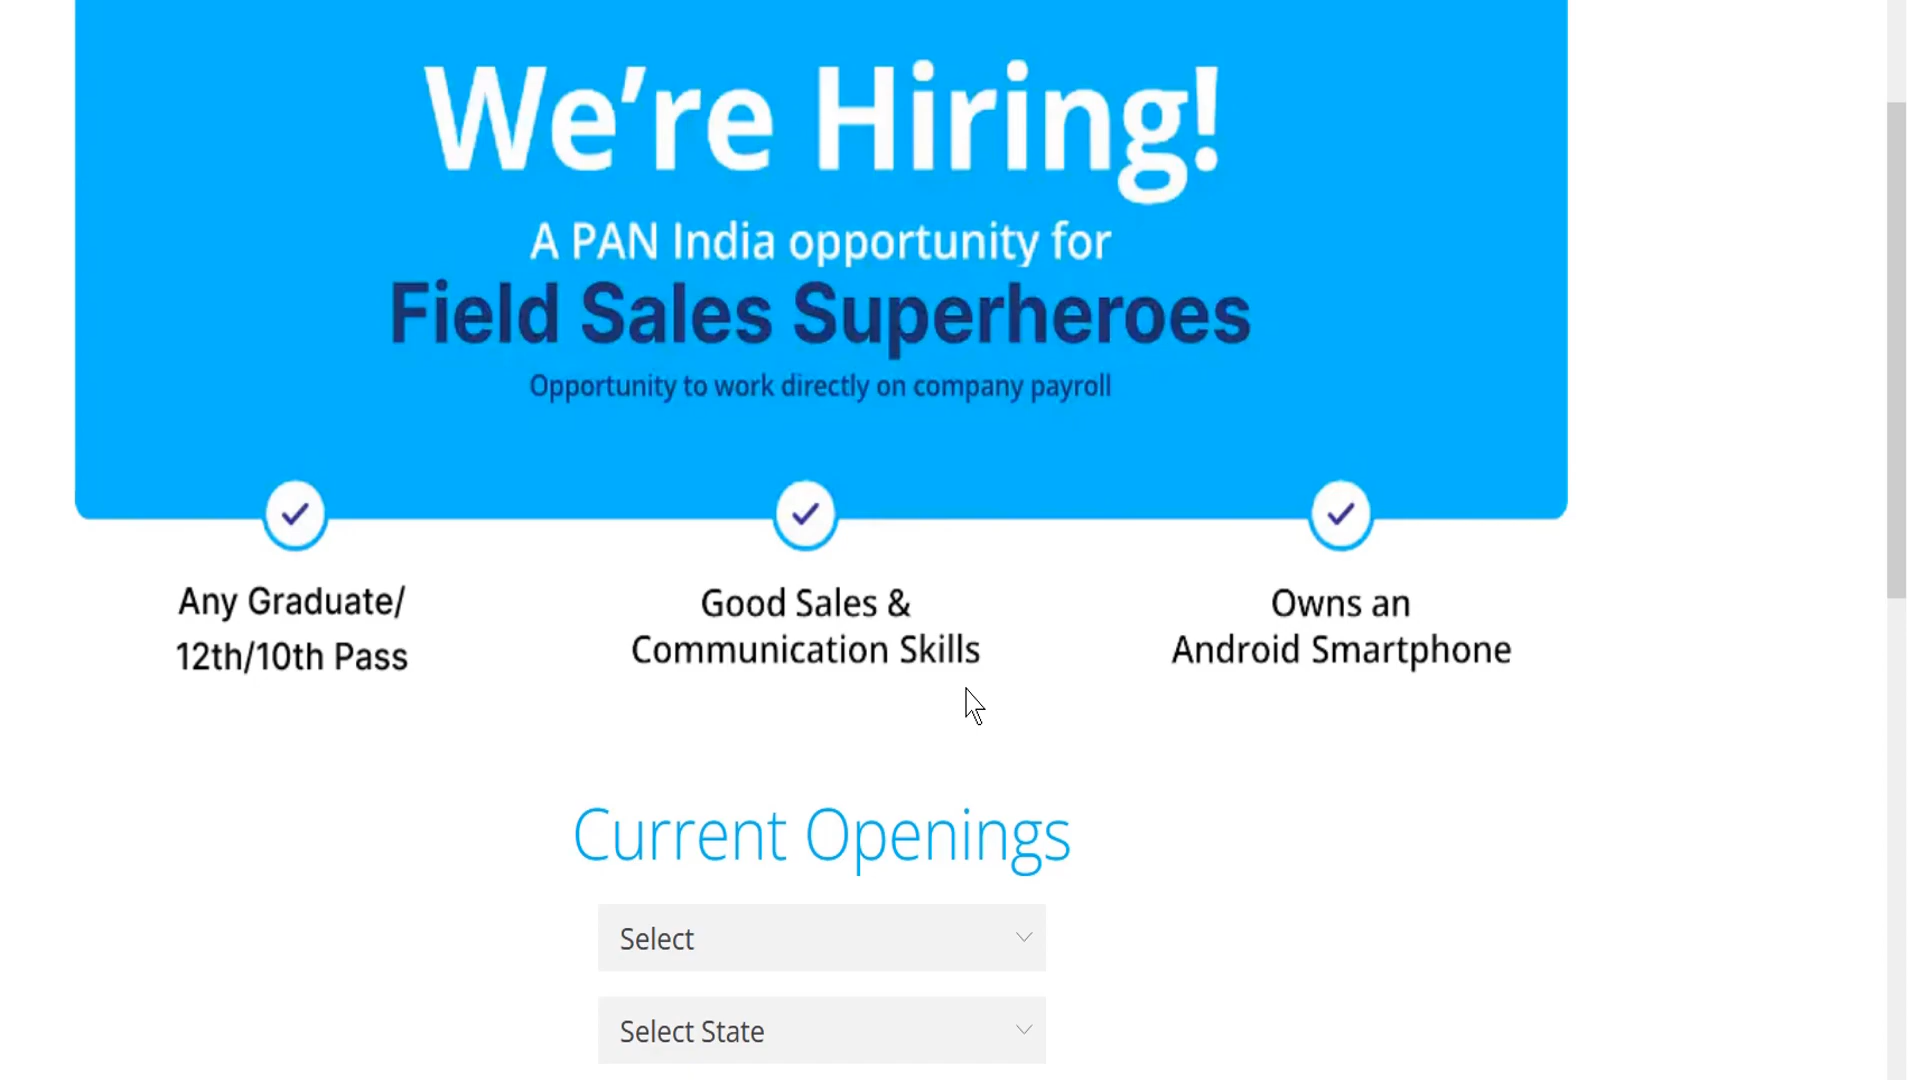 We’re Hiring!
A PAN India opportunity for
Field Sales Superheroes
Opportunity to work directly on company payroll
Any Graduate/
12th/10th Pass
Good Sales &
Communication Skills
Owns an
Android Smartphone
Current Openings
Select
Select State